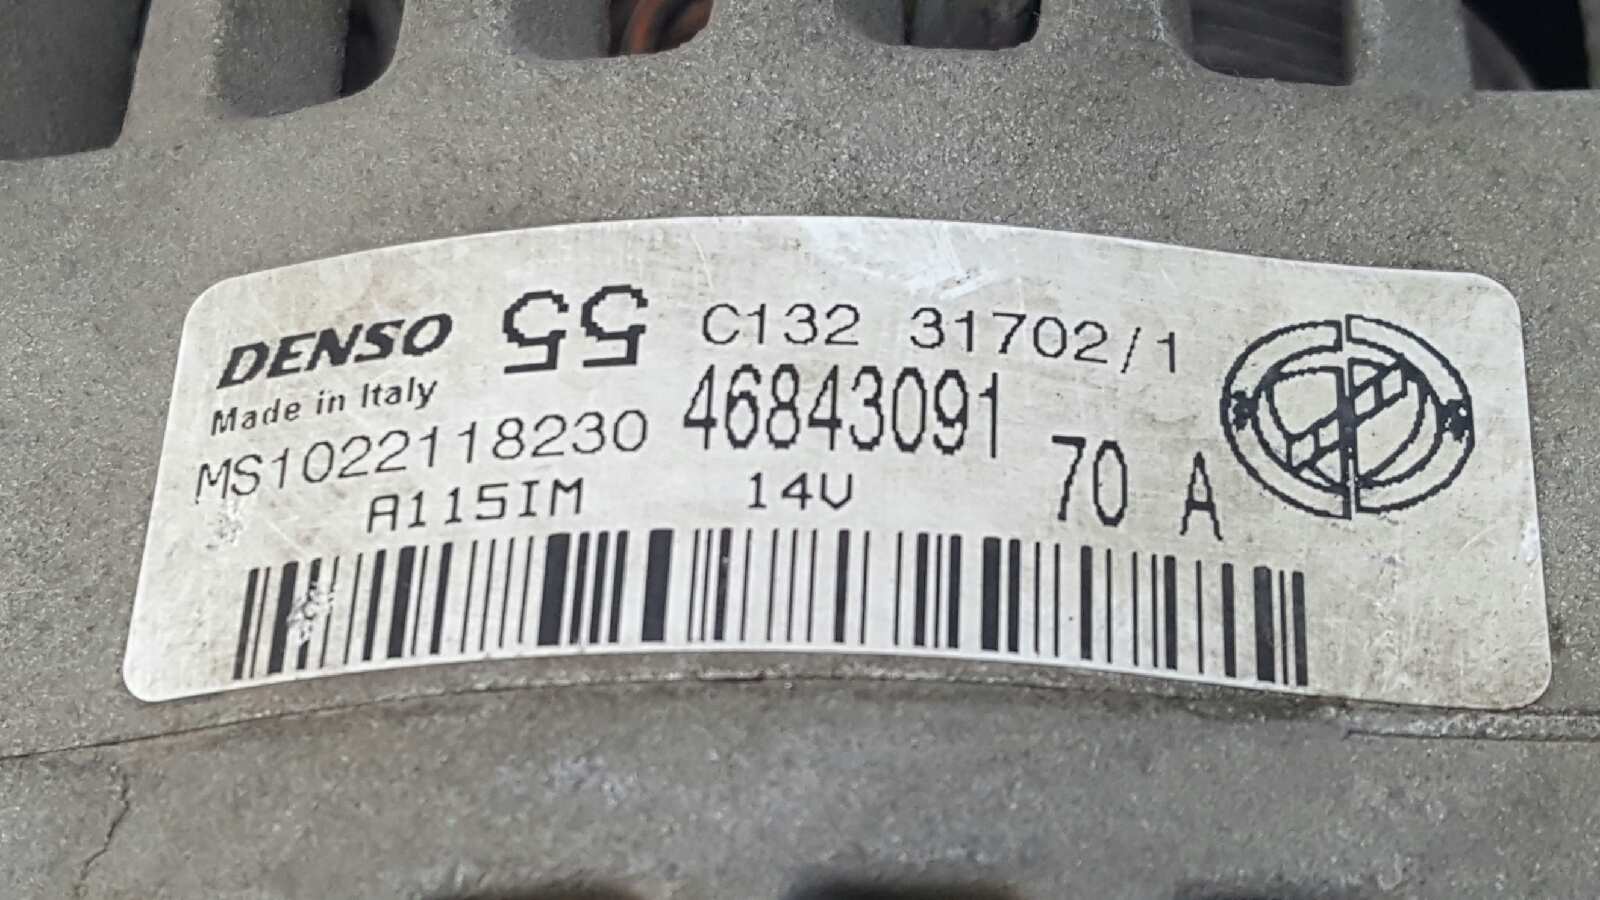 DENSO 55 C132 31702/1
Made in Italy
MS1022118230 46843091 70 A
A115IM 14V